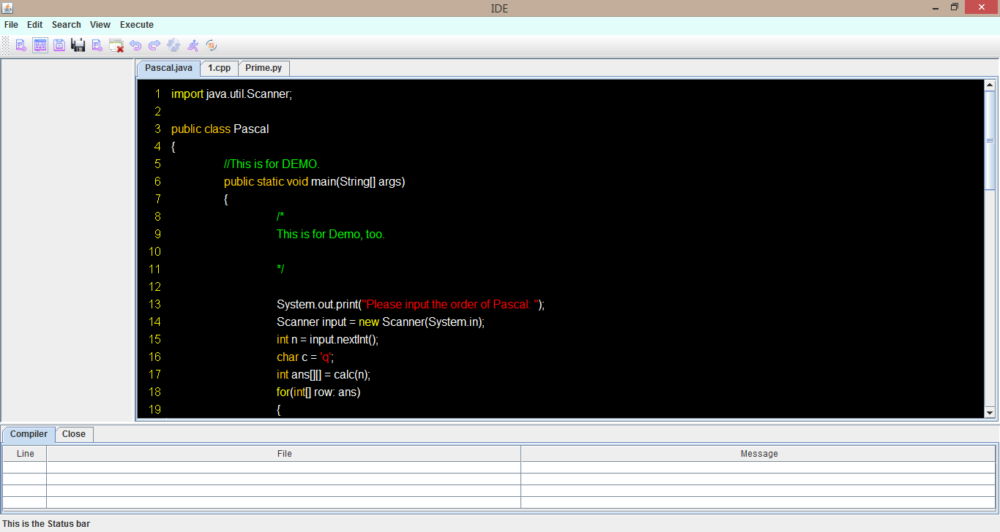 IDE
File Edit Search View Execute
Pascal.java 1.cpp Prime.py
1 import java.util.Scanner;
2
3 public class Pascal
4 {
5 //This is for DEMO.
6 public static void main(String[] args)
7 {
8 /*
9 This is for Demo, too.
10
11 */
12
13 System.out.print("Please input the order of Pascal: ");
14 Scanner input = new Scanner(System.in);
15 int n = input.nextInt();
16 char c = 'q';
17 int ans[][] = calc(n);
18 for(int[] row: ans)
19 {
Compiler Close
Line File Message
This is the Status bar